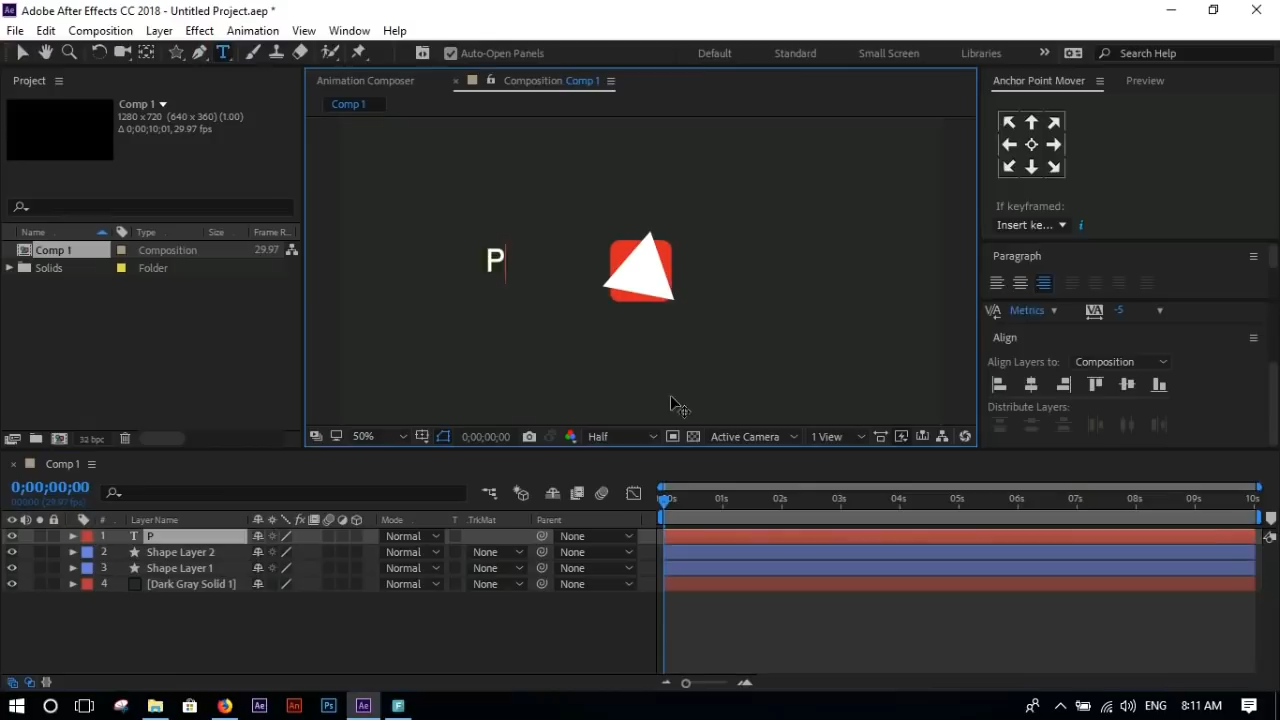 Adobe After Effects CC 2018 - Untitled Project.aep *
File Edit Composition Layer Effect Animation View Window Help
Auto-Open Panels Default Standard Small Screen Libraries Search Help
Project
Comp 1
1280 x 720 (640 x 360) (1.00)
Δ 0;00;10;01, 29.97 fps
Name Type Size Frame R...
Comp 1 Composition 29.97
Solids Folder
32 bpc
Animation Composer Composition Comp 1
Comp 1
P
50% 0;00;00;00 Half Active Camera 1 View
Anchor Point Mover Preview
If keyframed:
Insert ke...
Paragraph
Metrics -5
Align
Align Layers to: Composition
Distribute Layers:
Comp 1
0;00;00;00
00000 (29.97 fps)
# Layer Name Mode T .TrkMat Parent
00s 01s 02s 03s 04s 05s 06s 07s 08s 09s 10s
1 T P Normal None
2 Shape Layer 2 Normal None None
3 Shape Layer 1 Normal None None
4 [Dark Gray Solid 1] Normal None None
Ae An Ps Ae F ENG 8:11 AM